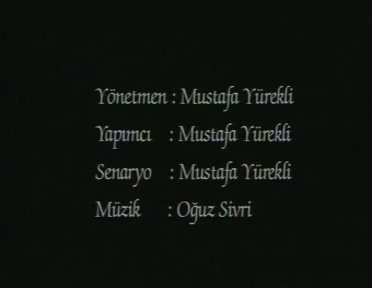 Yönetmen : Mustafa Yürekli
Yapımcı : Mustafa Yürekli
Senaryo : Mustafa Yürekli
Müzik : Oğuz Sivri